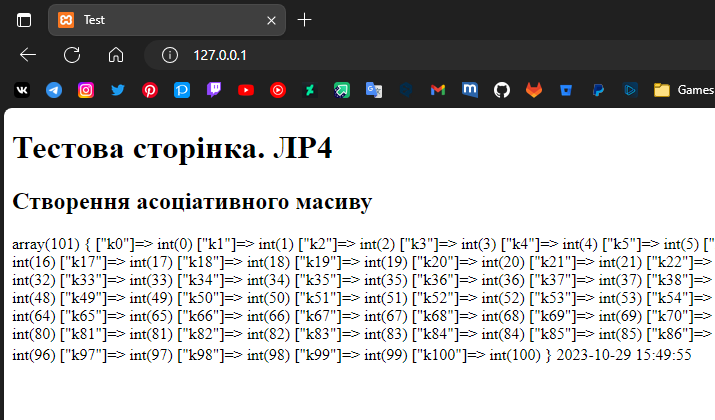 Test
127.0.0.1
Games
Тестова сторінка. ЛР4
Створення асоціативного масиву
array(101) { ["k0"]=> int(0) ["k1"]=> int(1) ["k2"]=> int(2) ["k3"]=> int(3) ["k4"]=> int(4) ["k5"]=> int(5) ["
int(16) ["k17"]=> int(17) ["k18"]=> int(18) ["k19"]=> int(19) ["k20"]=> int(20) ["k21"]=> int(21) ["k22"]=>
int(32) ["k33"]=> int(33) ["k34"]=> int(34) ["k35"]=> int(35) ["k36"]=> int(36) ["k37"]=> int(37) ["k38"]=>
int(48) ["k49"]=> int(49) ["k50"]=> int(50) ["k51"]=> int(51) ["k52"]=> int(52) ["k53"]=> int(53) ["k54"]=>
int(64) ["k65"]=> int(65) ["k66"]=> int(66) ["k67"]=> int(67) ["k68"]=> int(68) ["k69"]=> int(69) ["k70"]=>
int(80) ["k81"]=> int(81) ["k82"]=> int(82) ["k83"]=> int(83) ["k84"]=> int(84) ["k85"]=> int(85) ["k86"]=>
int(96) ["k97"]=> int(97) ["k98"]=> int(98) ["k99"]=> int(99) ["k100"]=> int(100) } 2023-10-29 15:49:55